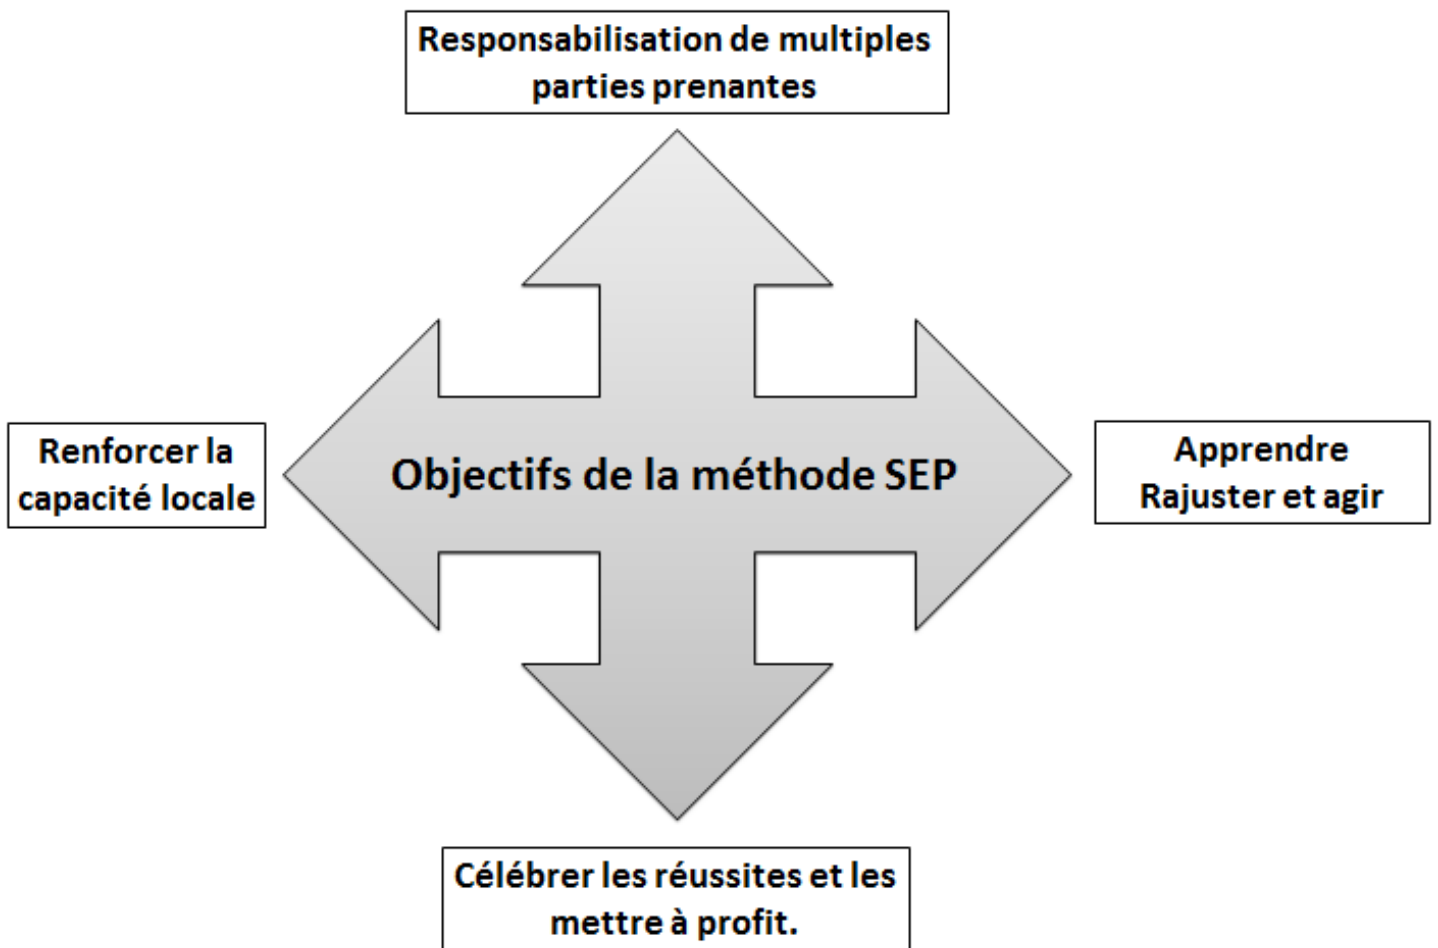 Responsabilisation de multiples
parties prenantes
Renforcer la
capacité locale
Objectifs de la méthode SEP
Apprendre
Rajuster et agir
Célébrer les réussites et les
mettre à profit.